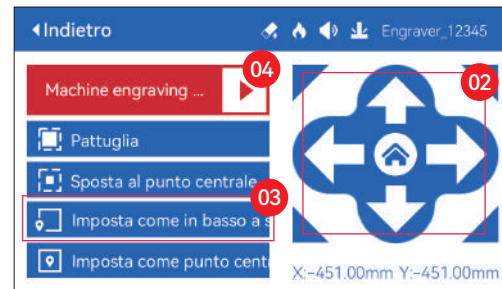 Indietro
Engraver_12345
04
02
Machine engraving ...
Pattuglia
Sposta al punto centrale
03
Imposta come in basso a s
Imposta come punto cent
X:-451.00mm Y:-451.00mm